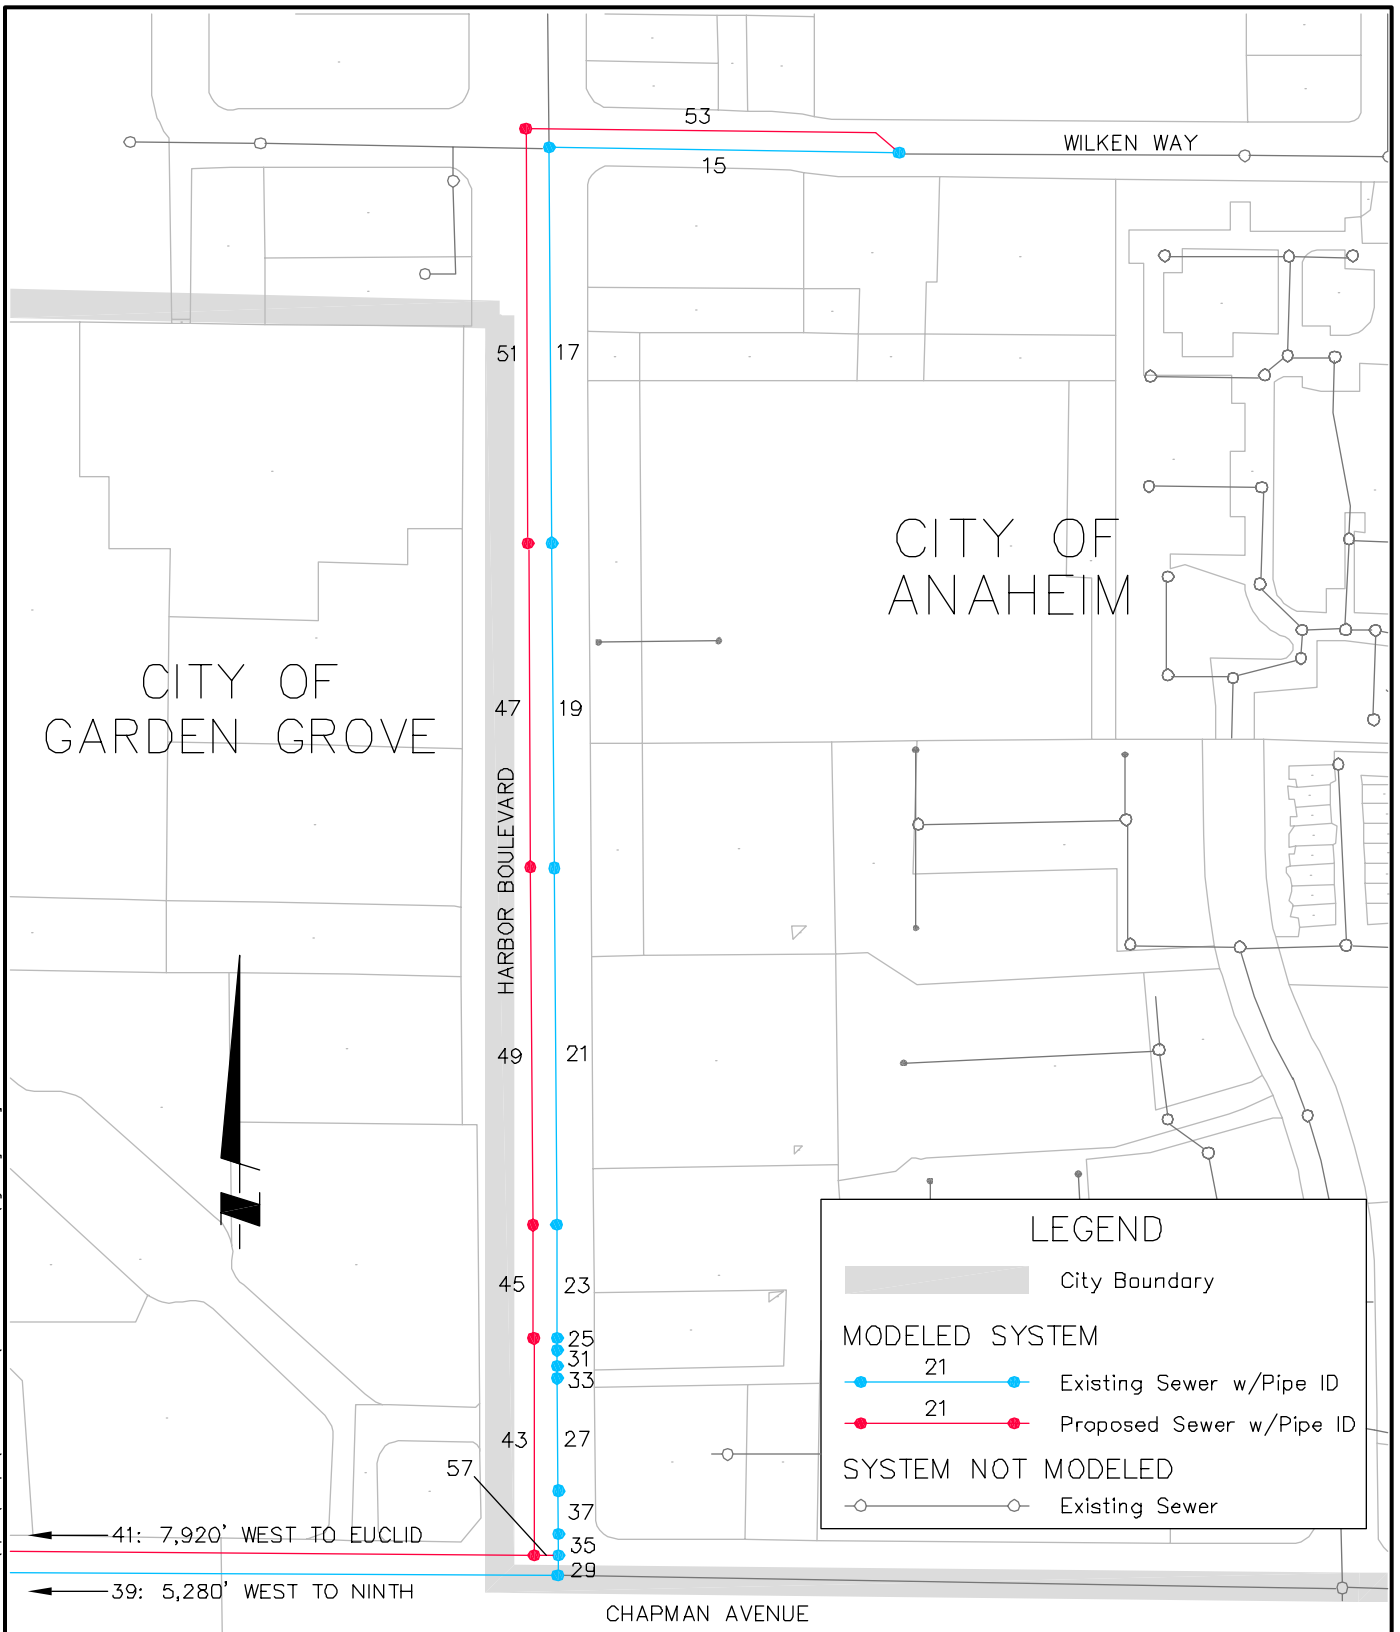 53
WILKEN WAY
15
51
17
CITY OF
ANAHEIM
CITY OF
GARDEN GROVE
47
19
HARBOR BOULEVARD
49
21
45
23
25
31
33
43
27
57
37
35
29
41: 7,920' WEST TO EUCLID
39: 5,280' WEST TO NINTH
CHAPMAN AVENUE
LEGEND
City Boundary
MODELED SYSTEM
21
Existing Sewer w/Pipe ID
21
Proposed Sewer w/Pipe ID
SYSTEM NOT MODELED
Existing Sewer